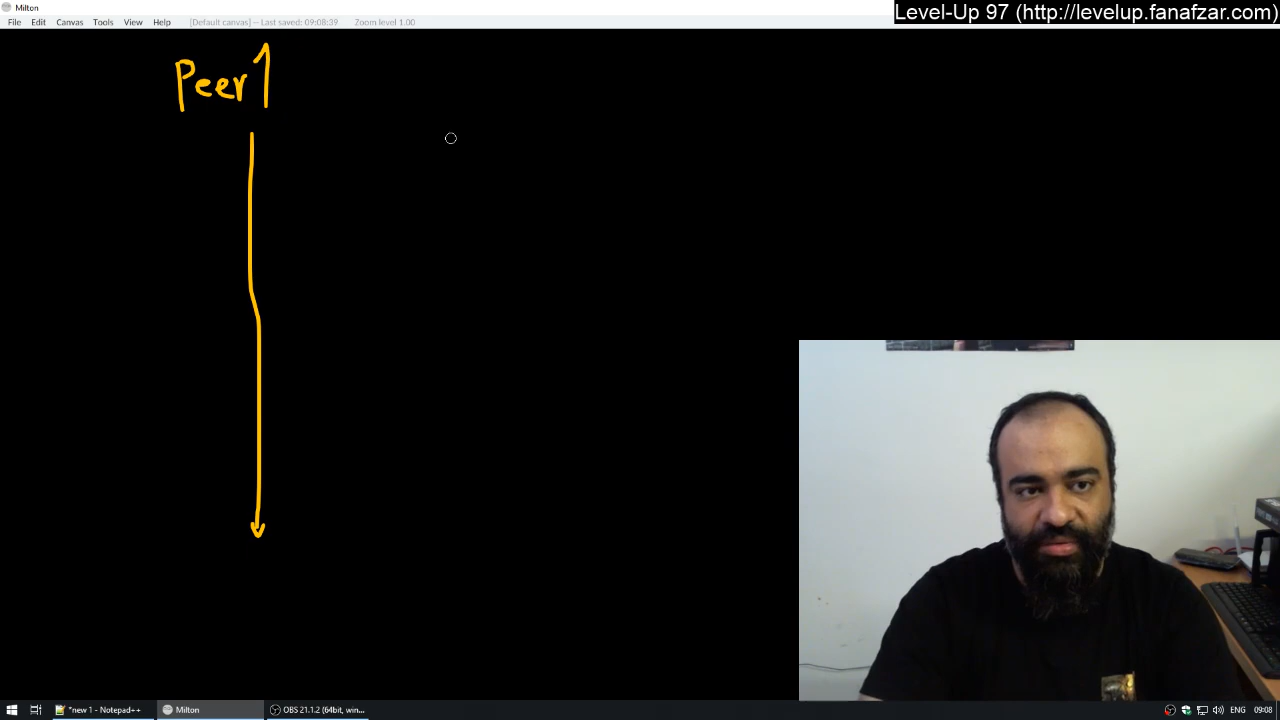 Milton
Level-Up 97 (http://levelup.fanafzar.com)
File Edit Canvas Tools View Help [Default canvas] -- Last saved: 09:08:39 Zoom level 1.00
Peer 1
*new 1 - Notepad++ Milton OBS 21.1.2 (64bit, win... ENG 09:08